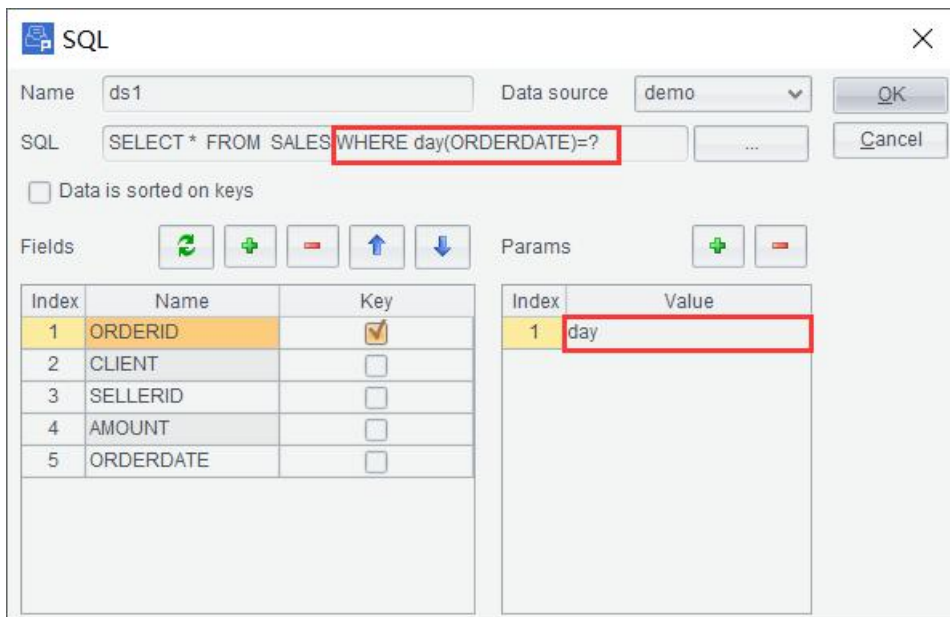 SQL
Name ds1 Data source demo OK
SQL SELECT * FROM SALES WHERE day(ORDERDATE)=? ... Cancel
Data is sorted on keys
Fields Params
Index Name Key Index Value
1 ORDERID 1 day
2 CLIENT
3 SELLERID
4 AMOUNT
5 ORDERDATE